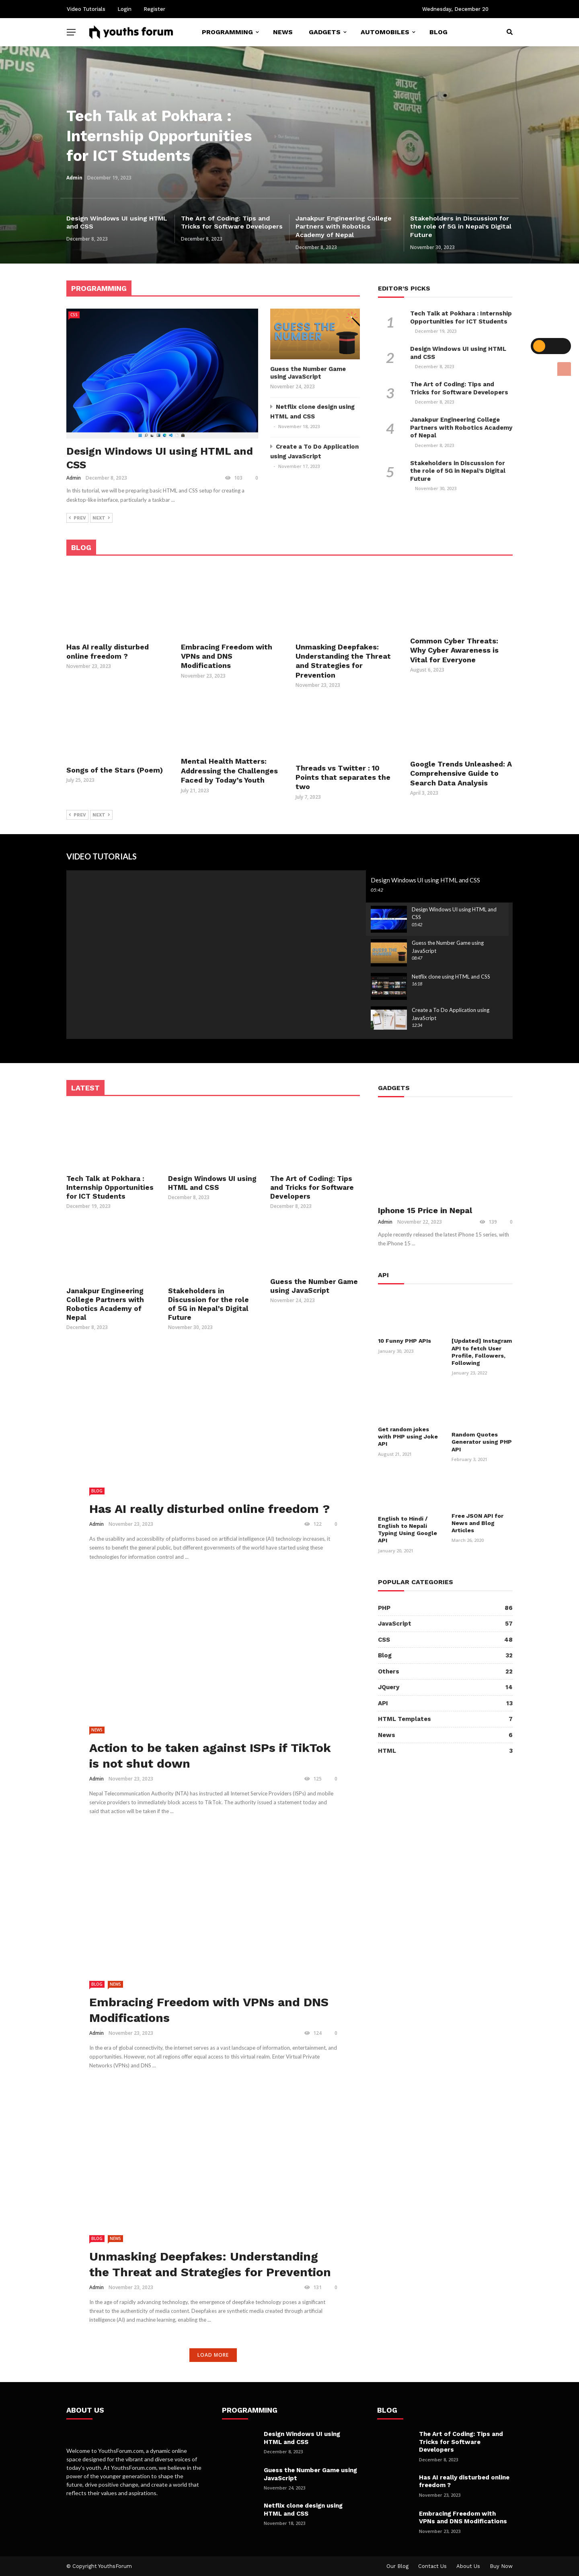 Video Tutorials Login Register
Wednesday, December 20
youths forum
PROGRAMMING NEWS GADGETS AUTOMOBILES BLOG
Tech Talk at Pokhara :
Internship Opportunities
for ICT Students
Admin December 19, 2023
Design Windows UI using HTML
and CSS
December 8, 2023
The Art of Coding: Tips and
Tricks for Software Developers
December 8, 2023
Janakpur Engineering College
Partners with Robotics
Academy of Nepal
December 8, 2023
Stakeholders in Discussion for
the role of 5G in Nepal's Digital
Future
November 30, 2023
PROGRAMMING
CSS
Design Windows UI using HTML and
CSS
Admin December 8, 2023
103 0
In this tutorial, we will be preparing basic HTML and CSS setup for creating a
desktop-like interface, particularly a taskbar ...
GUESS THE
NUMBER
Guess the Number Game
using JavaScript
November 24, 2023
Netflix clone design using
HTML and CSS
- November 18, 2023
Create a To Do Application
using JavaScript
- November 17, 2023
PREV NEXT
EDITOR'S PICKS
1
Tech Talk at Pokhara : Internship
Opportunities for ICT Students
December 19, 2023
2
Design Windows UI using HTML
and CSS
December 8, 2023
3
The Art of Coding: Tips and
Tricks for Software Developers
December 8, 2023
4
Janakpur Engineering College
Partners with Robotics Academy
of Nepal
December 8, 2023
5
Stakeholders in Discussion for
the role of 5G in Nepal's Digital
Future
November 30, 2023
BLOG
Has AI really disturbed
online freedom ?
November 23, 2023
Embracing Freedom with
VPNs and DNS
Modifications
November 23, 2023
Unmasking Deepfakes:
Understanding the Threat
and Strategies for
Prevention
November 23, 2023
Common Cyber Threats:
Why Cyber Awareness is
Vital for Everyone
August 6, 2023
Songs of the Stars (Poem)
July 25, 2023
Mental Health Matters:
Addressing the Challenges
Faced by Today's Youth
July 21, 2023
Threads vs Twitter : 10
Points that separates the
two
July 7, 2023
Google Trends Unleashed: A
Comprehensive Guide to
Search Data Analysis
April 3, 2023
PREV NEXT
VIDEO TUTORIALS
Design Windows UI using HTML and CSS
05:42
Design Windows UI using HTML and
CSS
05:42
Guess the Number Game using
JavaScript
08:47
Netflix clone using HTML and CSS
16:18
Create a To Do Application using
JavaScript
12:34
LATEST
Tech Talk at Pokhara :
Internship Opportunities
for ICT Students
December 19, 2023
Design Windows UI using
HTML and CSS
December 8, 2023
The Art of Coding: Tips
and Tricks for Software
Developers
December 8, 2023
Janakpur Engineering
College Partners with
Robotics Academy of
Nepal
December 8, 2023
Stakeholders in
Discussion for the role
of 5G in Nepal's Digital
Future
November 30, 2023
Guess the Number Game
using JavaScript
November 24, 2023
BLOG
Has AI really disturbed online freedom ?
Admin November 23, 2023
122 0
As the usability and accessibility of platforms based on artificial intelligence (AI) technology increases, it
seems to benefit the general public, but different governments of the world have started using these
technologies for information control and ...
NEWS
Action to be taken against ISPs if TikTok
is not shut down
Admin November 23, 2023
125 0
Nepal Telecommunication Authority (NTA) has instructed all Internet Service Providers (ISPs) and mobile
service providers to immediately block access to TikTok. The authority issued a statement today and
said that action will be taken if the ...
BLOG NEWS
Embracing Freedom with VPNs and DNS
Modifications
Admin November 23, 2023
124 0
In the era of global connectivity, the internet serves as a vast landscape of information, entertainment, and
opportunities. However, not all regions offer equal access to this virtual realm. Enter Virtual Private
Networks (VPNs) and DNS ...
BLOG NEWS
Unmasking Deepfakes: Understanding
the Threat and Strategies for Prevention
Admin November 23, 2023
131 0
In the age of rapidly advancing technology, the emergence of deepfake technology poses a significant
threat to the authenticity of media content. Deepfakes are synthetic media created through artificial
intelligence (AI) and machine learning, enabling the ...
LOAD MORE
GADGETS
Iphone 15 Price in Nepal
Admin November 22, 2023
139 0
Apple recently released the latest iPhone 15 series, with
the iPhone 15 ...
API
10 Funny PHP APIs
January 30, 2023
[Updated] Instagram
API to fetch User
Profile, Followers,
Following
January 23, 2022
Get random jokes
with PHP using Joke
API
August 21, 2021
Random Quotes
Generator using PHP
API
February 3, 2021
English to Hindi /
English to Nepali
Typing Using Google
API
January 30, 2021
Free JSON API for
News and Blog
Articles
March 26, 2020
POPULAR CATEGORIES
PHP 86
JavaScript 57
CSS 48
Blog 32
Others 22
JQuery 14
API 13
HTML Templates 7
News 6
HTML 3
ABOUT US
Welcome to YouthsForum.com, a dynamic online
space designed for the vibrant and diverse voices of
today's youth. At YouthsForum.com, we believe in
the power of the younger generation to shape the
future, drive positive change, and create a world that
reflects their values and aspirations.
PROGRAMMING
Design Windows UI using
HTML and CSS
December 8, 2023
Guess the Number Game using
JavaScript
November 24, 2023
Netflix clone design using
HTML and CSS
November 18, 2023
BLOG
The Art of Coding: Tips and
Tricks for Software
Developers
December 8, 2023
Has AI really disturbed online
freedom ?
November 23, 2023
Embracing Freedom with
VPNs and DNS Modifications
November 23, 2023
© Copyright YouthsForum
Our Blog Contact Us About Us Buy Now